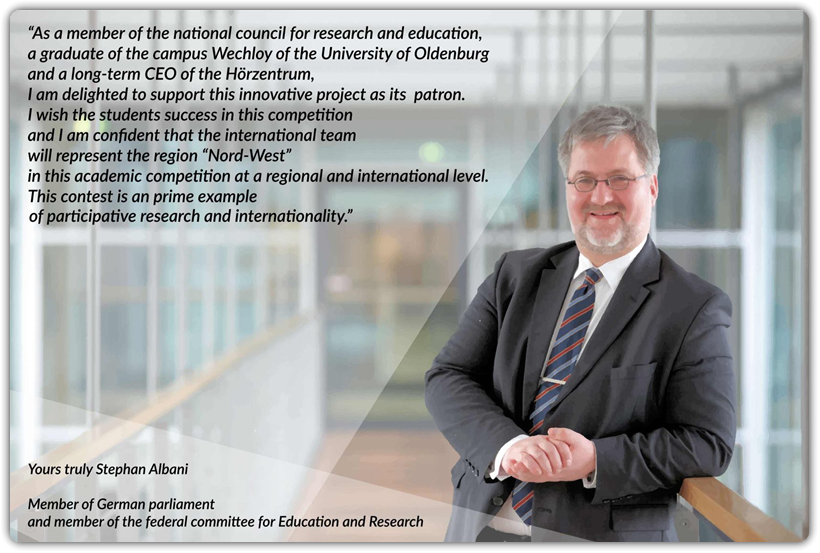 “As a member of the national council for research and education,
a graduate of the campus Wechloy of the University of Oldenburg
and a long-term CEO of the Hörzentrum,
I am delighted to support this innovative project as its patron.
I wish the students success in this competition
and I am confident that the international team
will represent the region “Nord-West”
in this academic competition at a regional and international level.
This contest is an prime example
of participative research and internationality.”
Yours truly Stephan Albani
Member of German parliament
and member of the federal committee for Education and Research